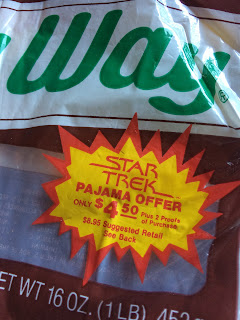 Way®
STAR
TREK
PAJAMA OFFER
ONLY $4.50 Plus 2 Proofs
of Purchase
$8.95 Suggested Retail
See Back
ET WT 16 OZ. (1 LB) 453